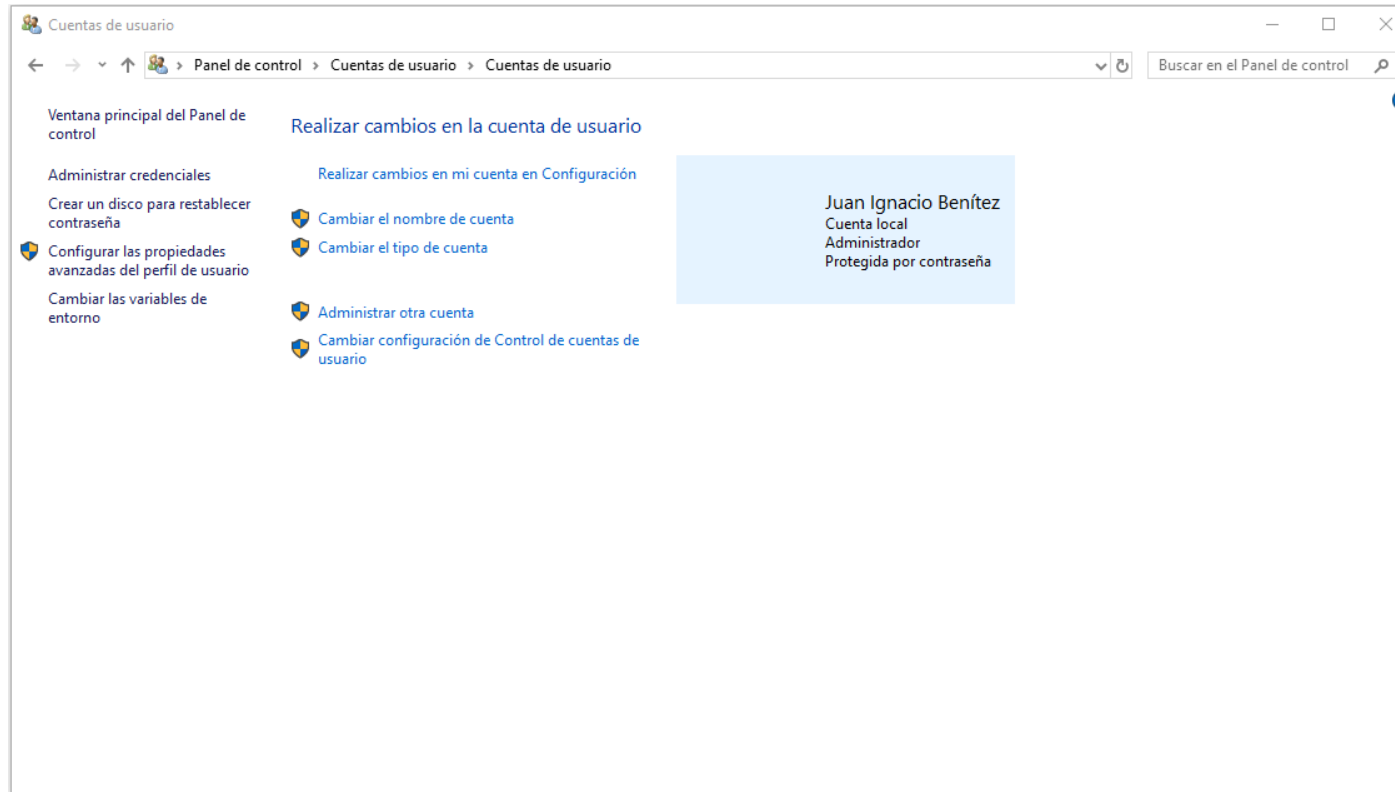 Cuentas de usuario
Panel de control > Cuentas de usuario > Cuentas de usuario
Buscar en el Panel de control
Ventana principal del Panel de
control
Administrar credenciales
Crear un disco para restablecer
contraseña
Configurar las propiedades
avanzadas del perfil de usuario
Cambiar las variables de
entorno
Realizar cambios en la cuenta de usuario
Realizar cambios en mi cuenta en Configuración
Cambiar el nombre de cuenta
Cambiar el tipo de cuenta
Administrar otra cuenta
Cambiar configuración de Control de cuentas de
usuario
Juan Ignacio Benítez
Cuenta local
Administrador
Protegida por contraseña